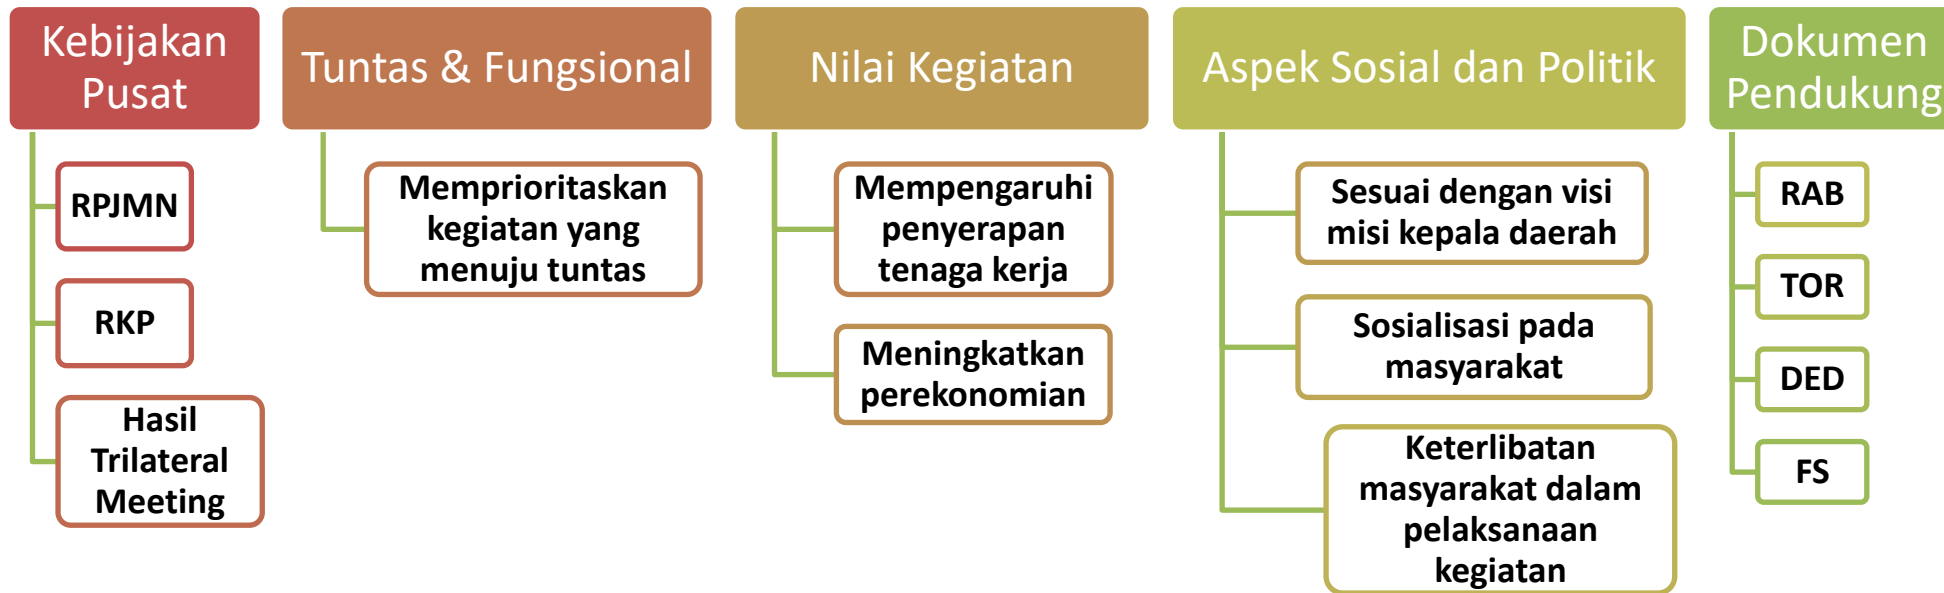 Kebijakan
Pusat
RPJMN
RKP
Hasil
Trilateral
Meeting
Tuntas & Fungsional
Memprioritaskan
kegiatan yang
menuju tuntas
Nilai Kegiatan
Mempengaruhi
penyerapan
tenaga kerja
Meningkatkan
perekonomian
Aspek Sosial dan Politik
Sesuai dengan visi
misi kepala daerah
Sosialisasi pada
masyarakat
Keterlibatan
masyarakat dalam
pelaksanaan
kegiatan
Dokumen
Pendukung
RAB
TOR
DED
FS